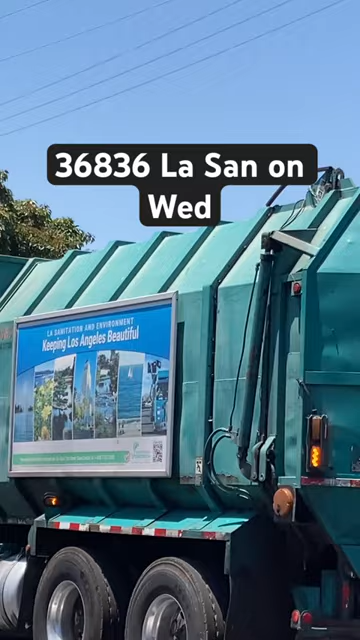 36836 La San on
Wed
LA SANITATION AND ENVIRONMENT
Keeping Los Angeles Beautiful